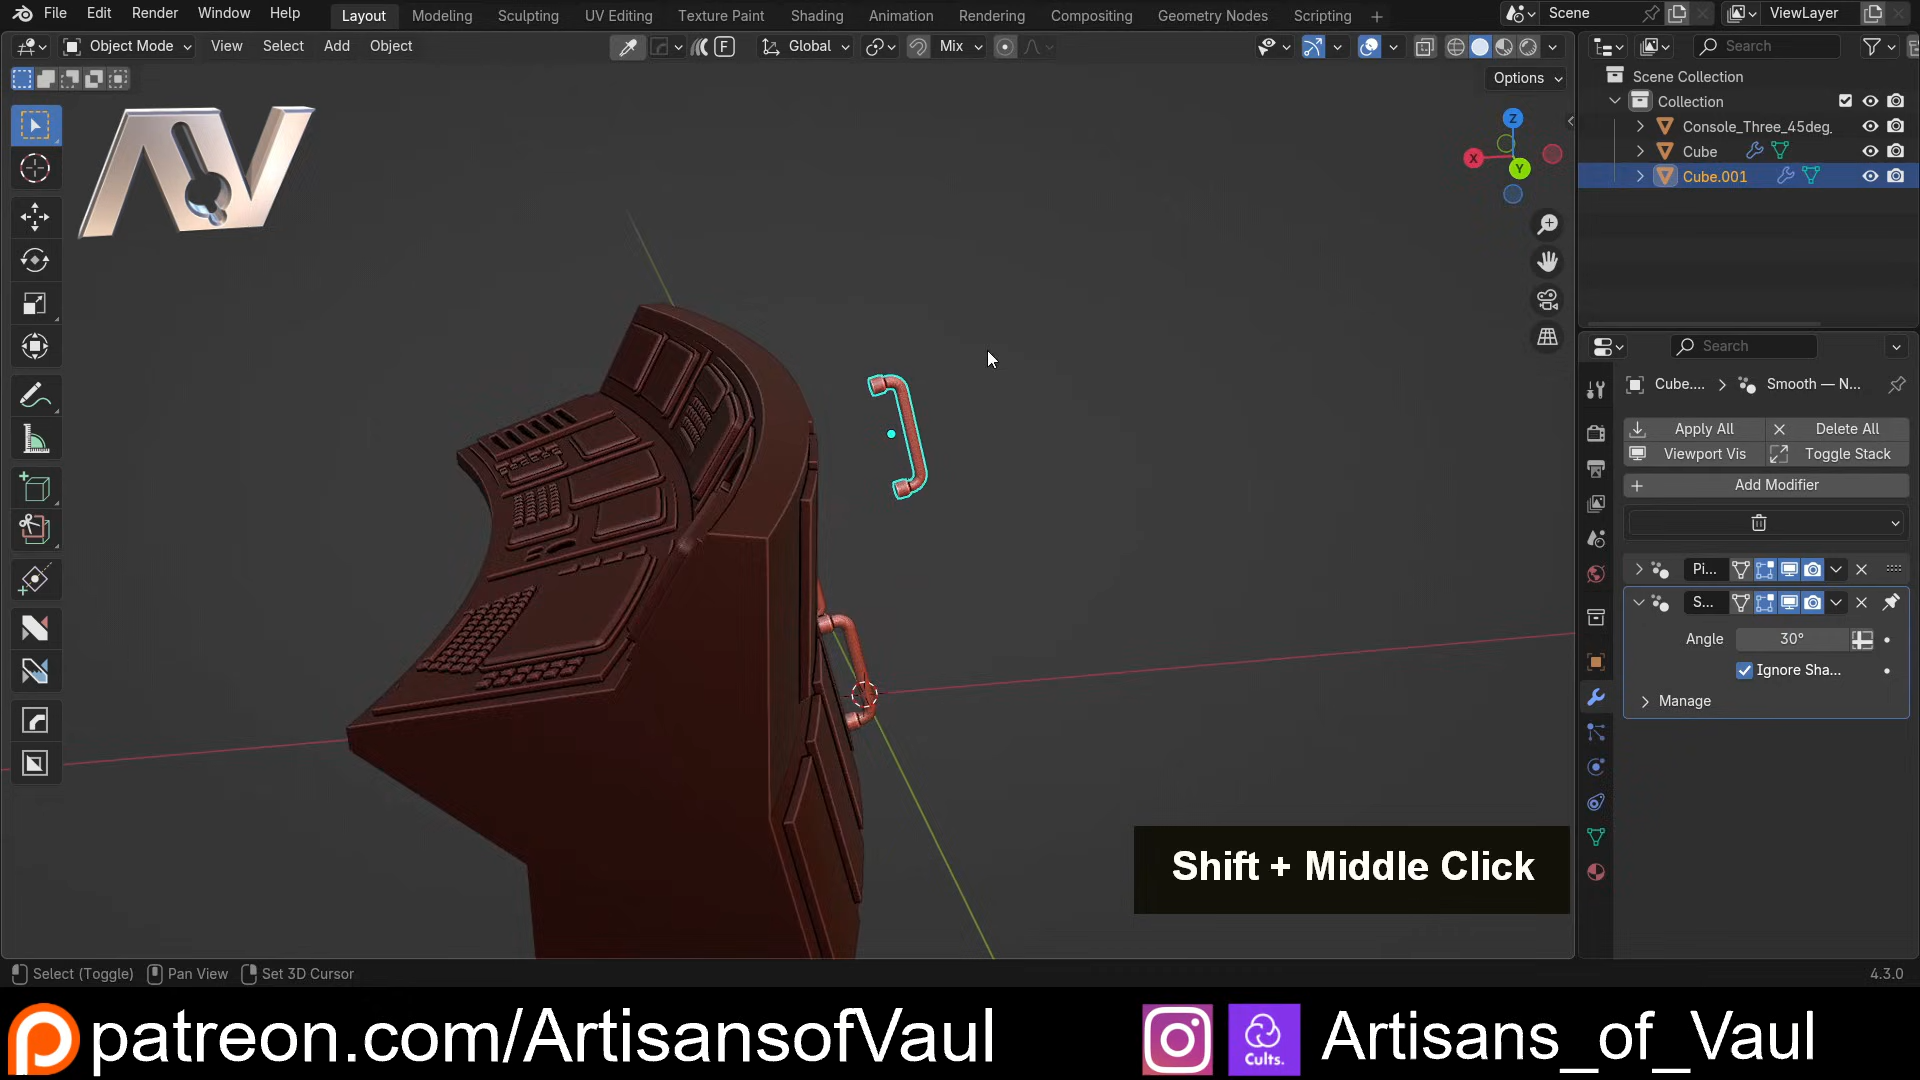 File Edit Render Window Help Layout Modeling Sculpting UV Editing Texture Paint Shading Animation Rendering Compositing Geometry Nodes Scripting + Scene ViewLayer
Object Mode View Select Add Object F Global Mix Search
Options
Scene Collection
Collection
Console_Three_45deg.
Cube
Cube.001
Z
X
Y
AV
Search
Cube.... > Smooth — N...
Apply All Delete All
Viewport Vis Toggle Stack
Add Modifier
Pi...
S...
Angle 30°
Ignore Sha...
Manage
Shift + Middle Click
Select (Toggle) Pan View Set 3D Cursor 4.3.0
patreon.com/ArtisansofVaul Cults. Artisans_of_Vaul